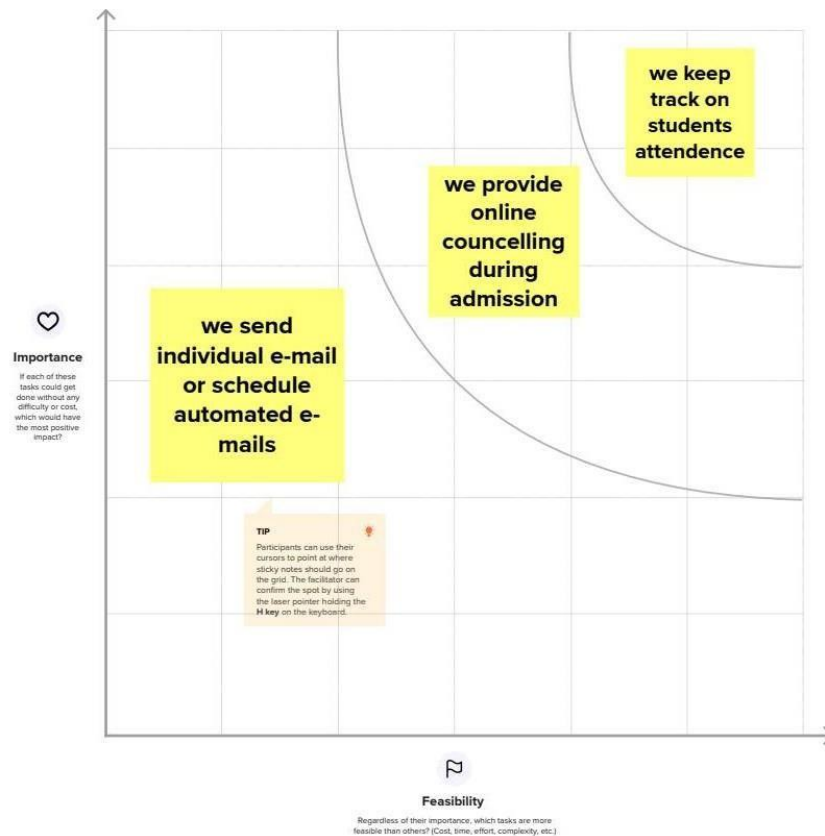 we keep
track on
students
attendence
we provide
online
councelling
during
admission
we send
individual e-mail
or schedule
automated e-
mails
Importance
If each of these
tasks could get
done without any
difficulty or cost,
which would have
the most positive
impact?
TIP
Participants can use their
cursors to point at where
sticky notes should go on
the grid. The facilitator can
confirm the spot by using
the laser pointer holding the
H key on the keyboard.
Feasibility
Regardless of their importance, which tasks are more
feasible than others? (Cost, time, effort, complexity, etc.)